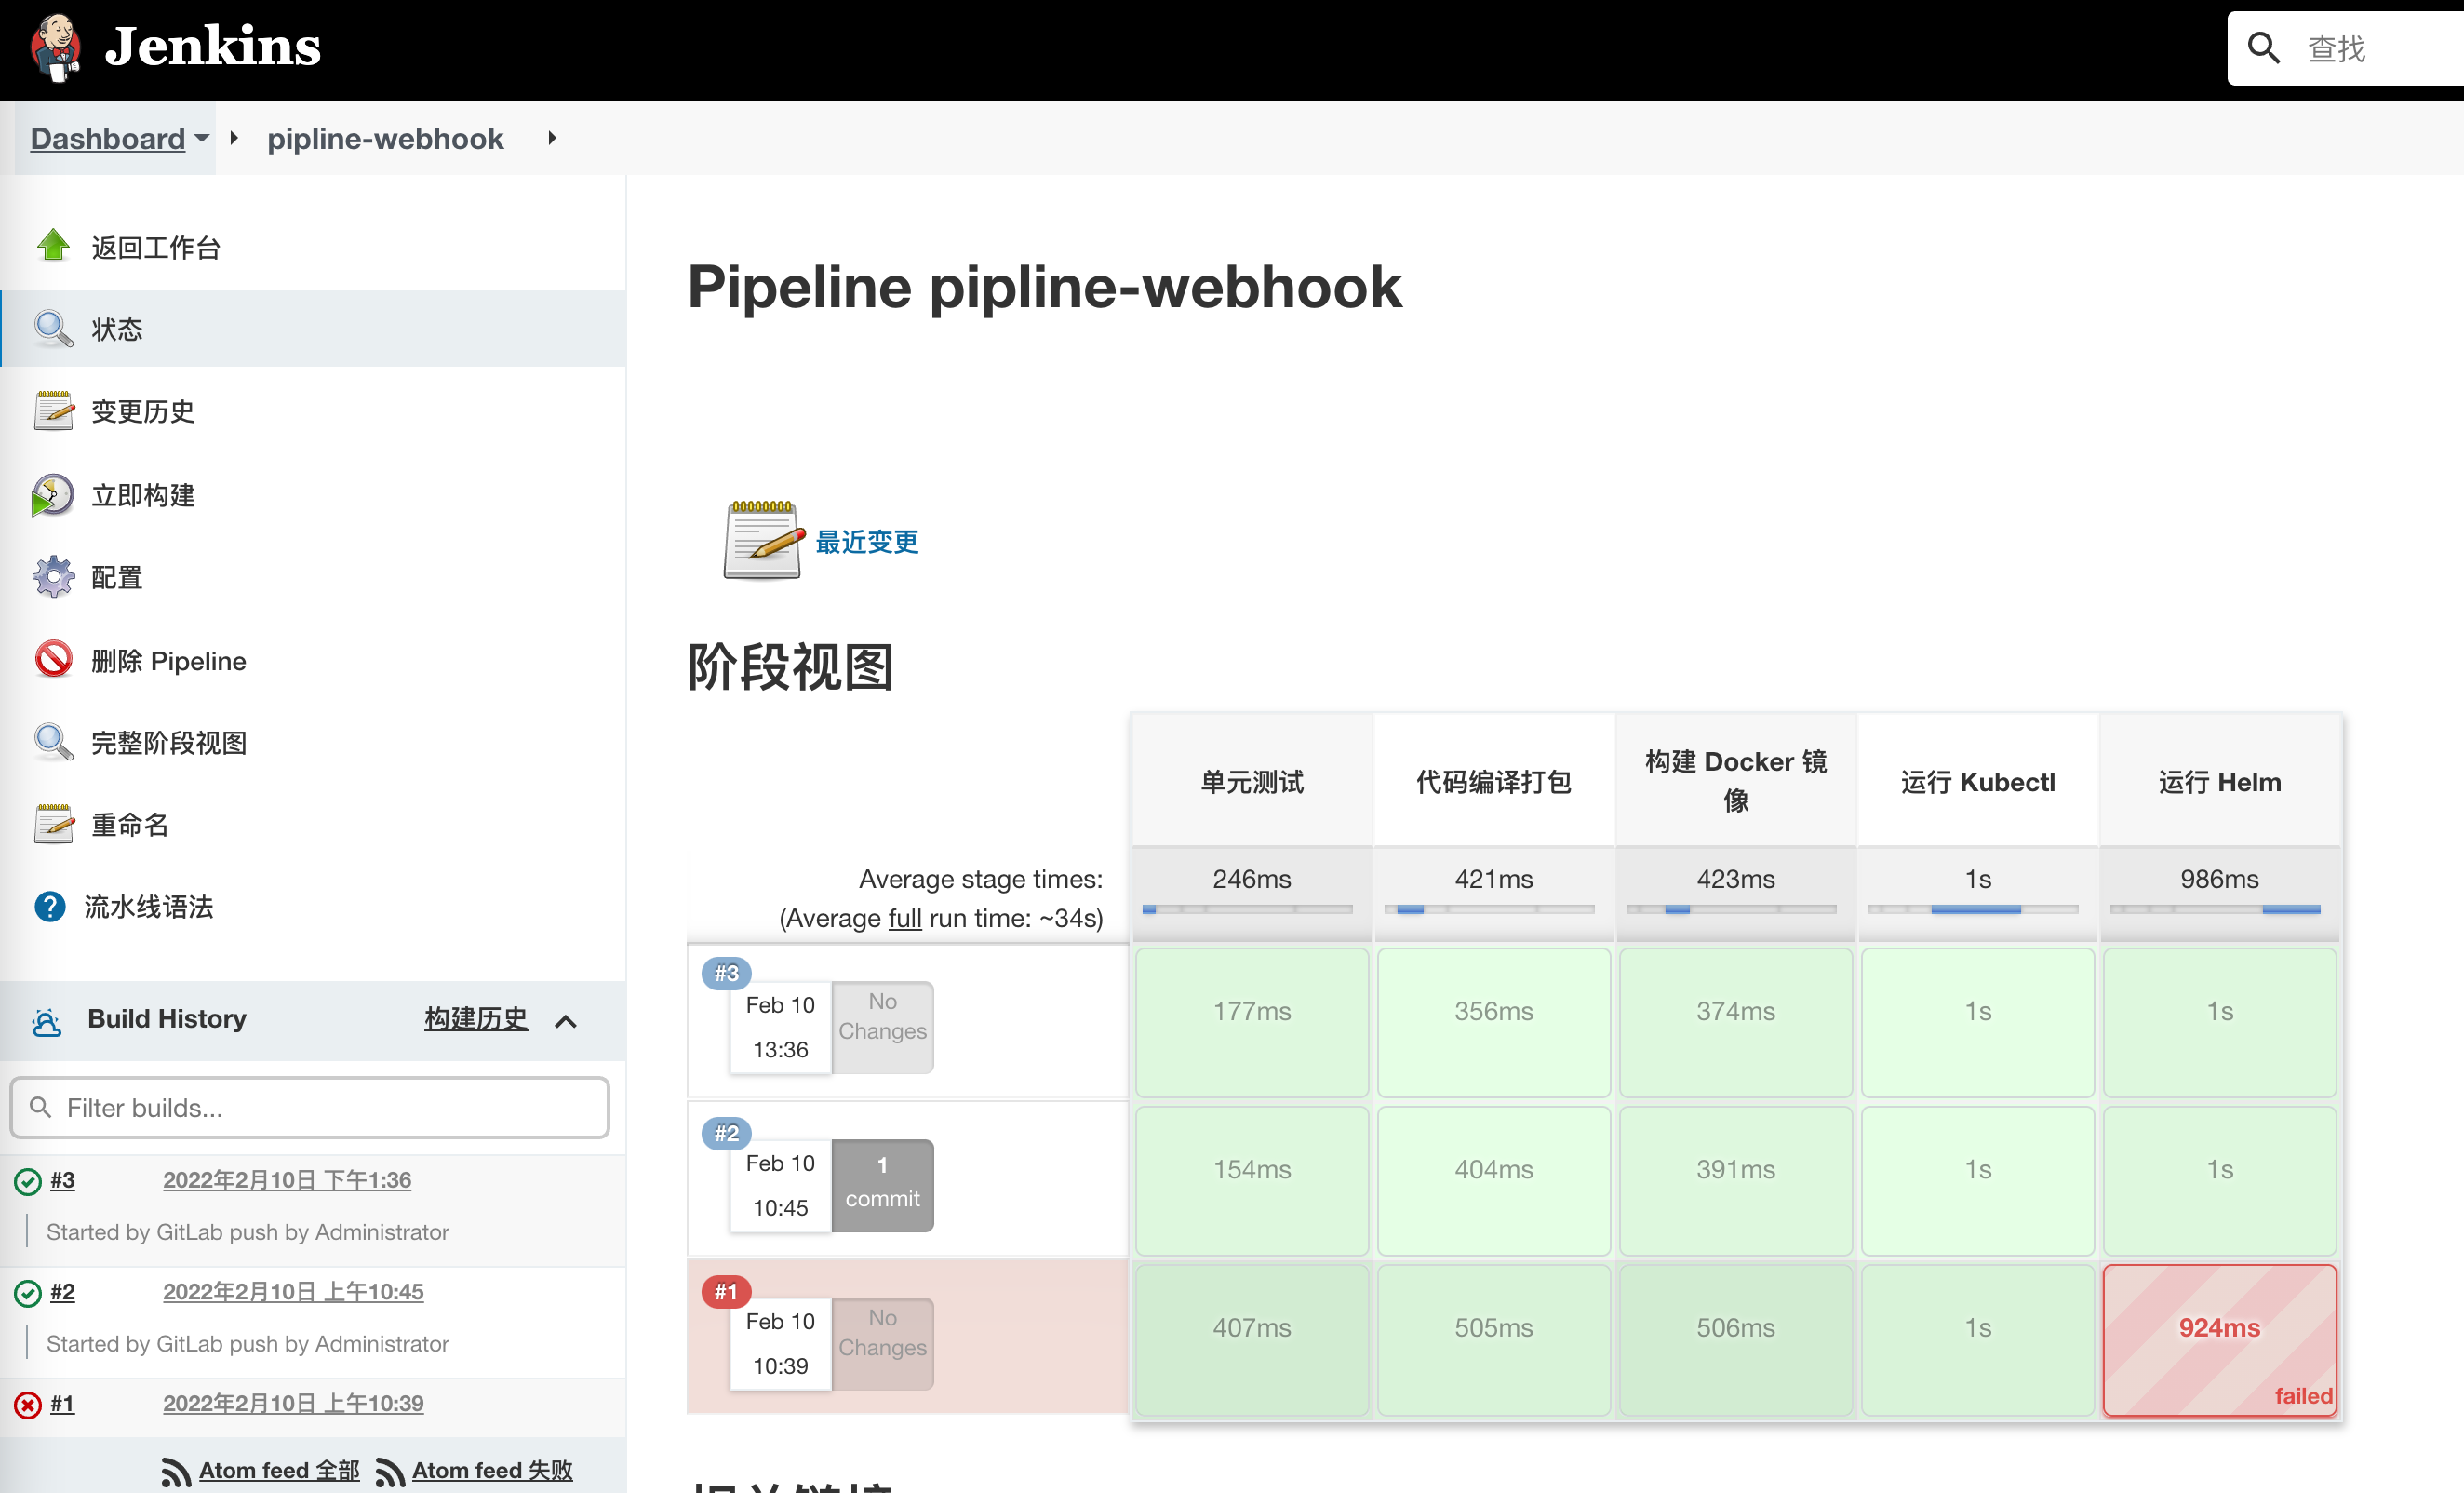 Jenkins
查找
Dashboard
pipline-webhook
返回工作台
状态
变更历史
立即构建
配置
删除 Pipeline
完整阶段视图
重命名
流水线语法
Build History
构建历史
Filter builds...
#3
2022年2月10日 下午1:36
Started by GitLab push by Administrator
#2
2022年2月10日 上午10:45
Started by GitLab push by Administrator
#1
2022年2月10日 上午10:39
Atom feed 全部
Atom feed 失败
Pipeline pipline-webhook
最近变更
阶段视图
单元测试
代码编译打包
构建 Docker 镜
像
运行 Kubectl
运行 Helm
Average stage times:
(Average full run time: ~34s)
246ms
421ms
423ms
1s
986ms
#3
Feb 10
13:36
No
Changes
177ms
356ms
374ms
1s
1s
#2
Feb 10
10:45
1
commit
154ms
404ms
391ms
1s
1s
#1
Feb 10
10:39
No
Changes
407ms
505ms
506ms
1s
924ms
failed